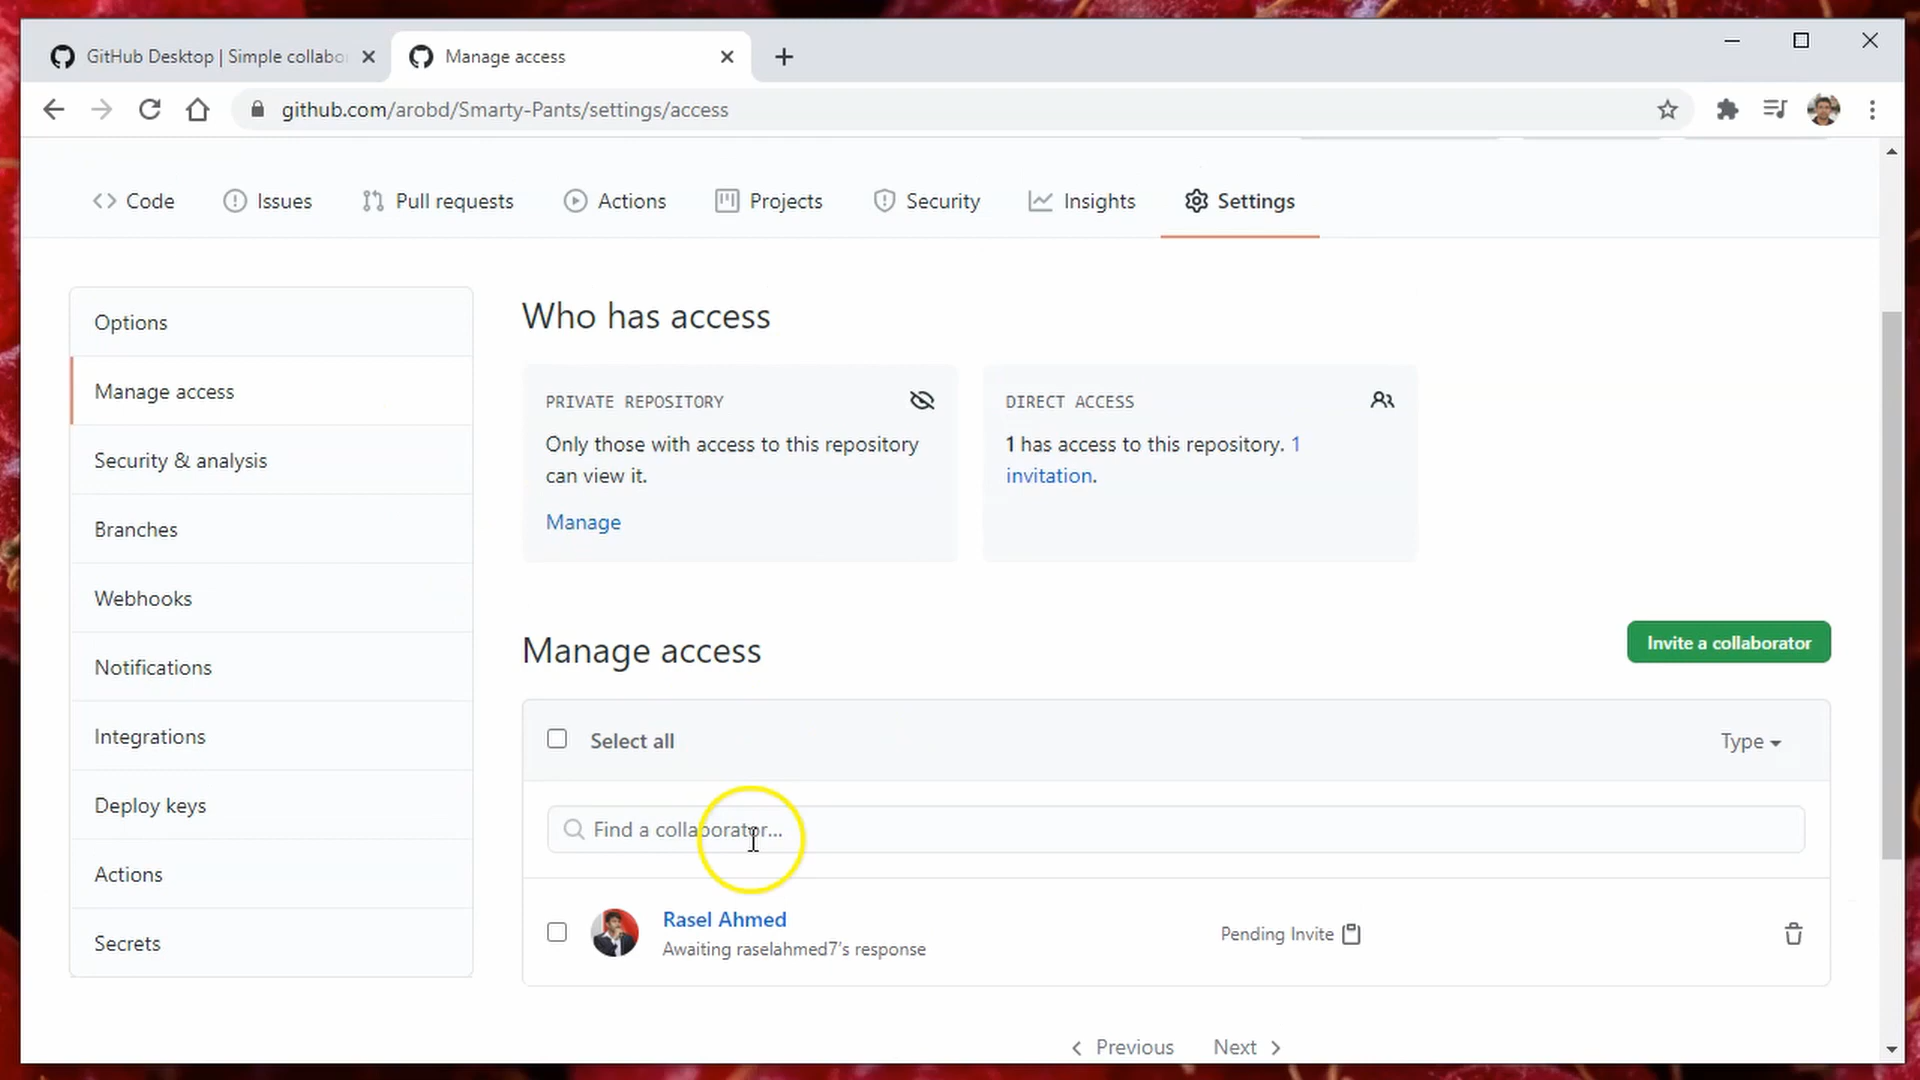 GitHub Desktop | Simple collabo
Manage access
github.com/arobd/Smarty-Pants/settings/access
Code
Issues
Pull requests
Actions
Projects
Security
Insights
Settings
Options
Manage access
Security & analysis
Branches
Webhooks
Notifications
Integrations
Deploy keys
Actions
Secrets
Who has access
PRIVATE REPOSITORY
Only those with access to this repository
can view it.
Manage
DIRECT ACCESS
1 has access to this repository. 1
invitation.
Manage access
Invite a collaborator
Select all
Type
Find a collaborator...
Rasel Ahmed
Awaiting raselahmed7's response
Pending Invite
Previous
Next